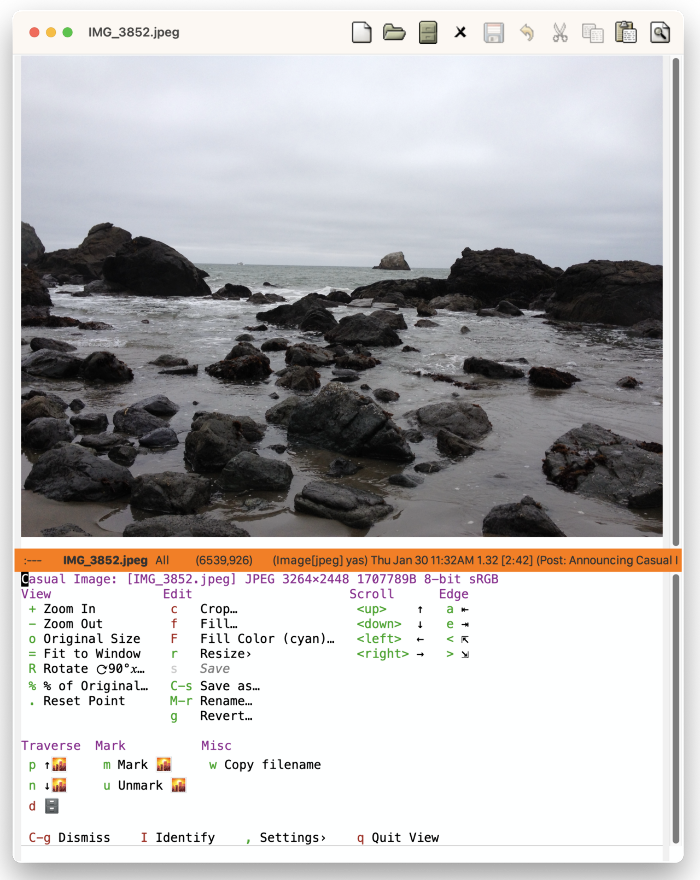 IMG_3852.jpeg
:--- IMG_3852.jpeg All (6539,926) (Image[jpeg] yas) Thu Jan 30 11:32AM 1.32 [2:42] (Post: Announcing Casual I
Casual Image: [IMG_3852.jpeg] JPEG 3264×2448 1707789B 8-bit sRGB
View Edit Scroll Edge
+ Zoom In c Crop… <up> ↑ a ⇤
- Zoom Out f Fill… <down> ↓ e ⇥
o Original Size F Fill Color (cyan)… <left> ← < ⇱
= Fit to Window r Resize› <right> → > ⇲
R Rotate ⟳90°x… s Save
% % of Original… C-s Save as…
. Reset Point M-r Rename…
g Revert…
Traverse Mark Misc
p ↑🌇 m Mark 🌇 w Copy filename
n ↓🌇 u Unmark 🌇
d 🗄
C-g Dismiss I Identify , Settings› q Quit View